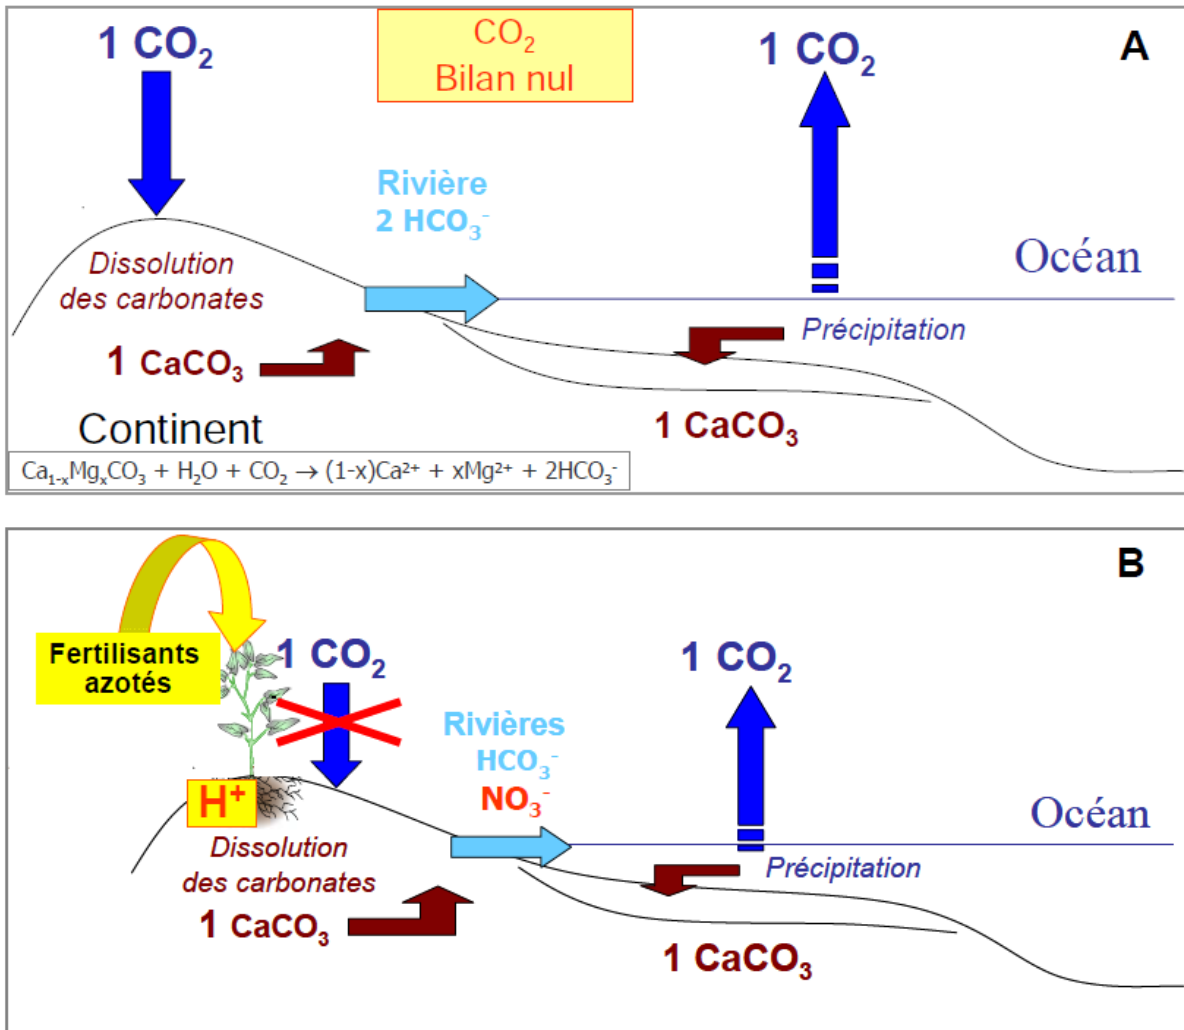 1 CO₂
CO₂
Bilan nul
1 CO₂
A
Rivière
2 HCO₃⁻
Océan
Dissolution
des carbonates
Précipitation
1 CaCO₃
1 CaCO₃
Continent
Ca₁₋ₓMgₓCO₃ + H₂O + CO₂ → (1-x)Ca²⁺ + xMg²⁺ + 2HCO₃⁻
B
Fertilisants
azotés
1 CO₂
1 CO₂
Rivières
HCO₃⁻
NO₃⁻
H⁺
Océan
Dissolution
des carbonates
Précipitation
1 CaCO₃
1 CaCO₃